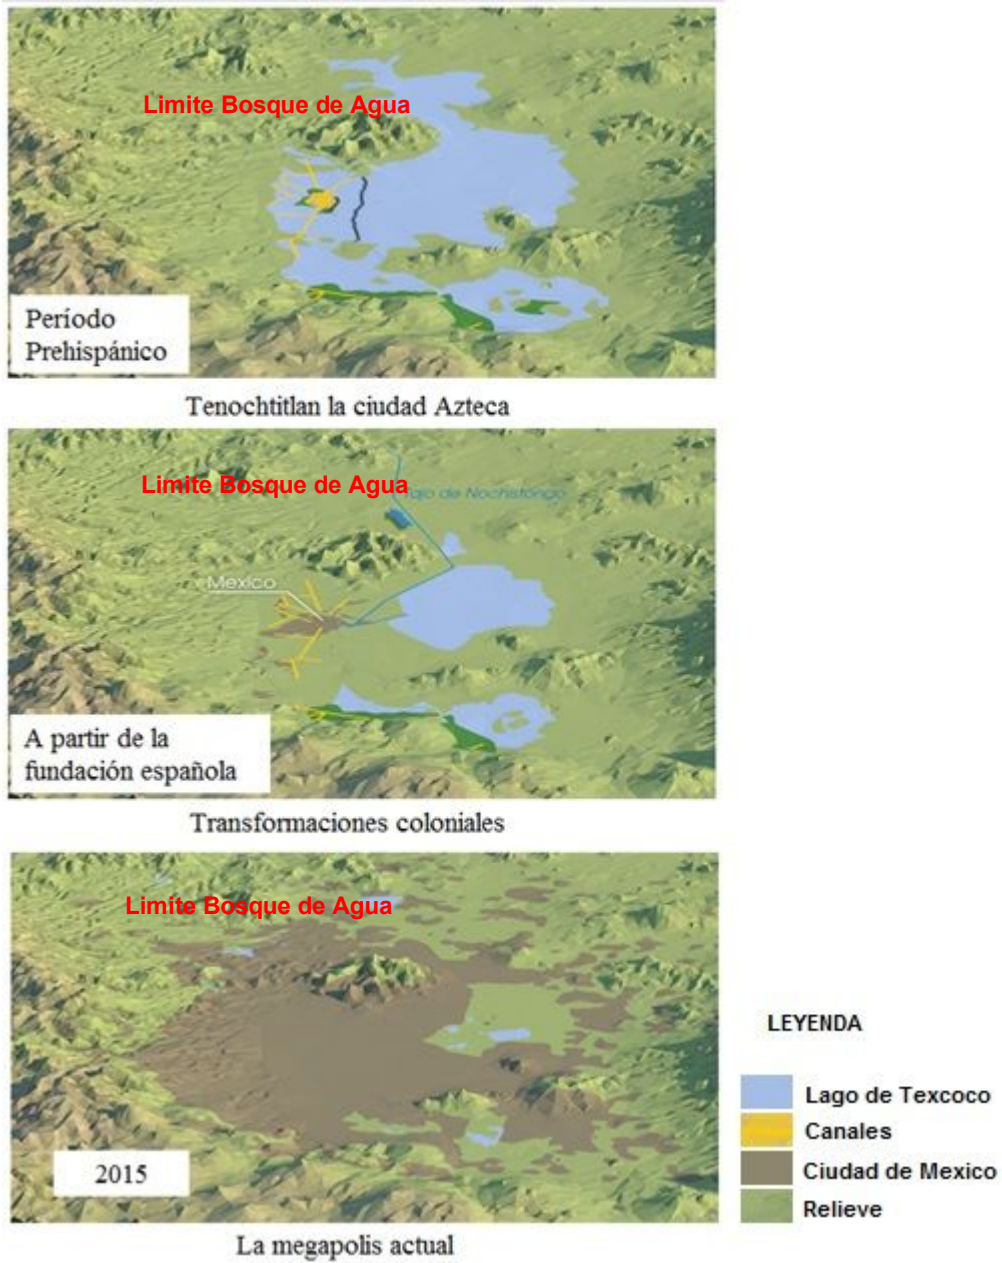 Limite Bosque de Agua
Período
Prehispánico
Tenochtitlan la ciudad Azteca
Limite Bosque de Agua
Tajo de Nochistongo
Mexico
A partir de la
fundación española
Transformaciones coloniales
Limite Bosque de Agua
2015
La megapolis actual
LEYENDA
Lago de Texcoco
Canales
Ciudad de Mexico
Relieve